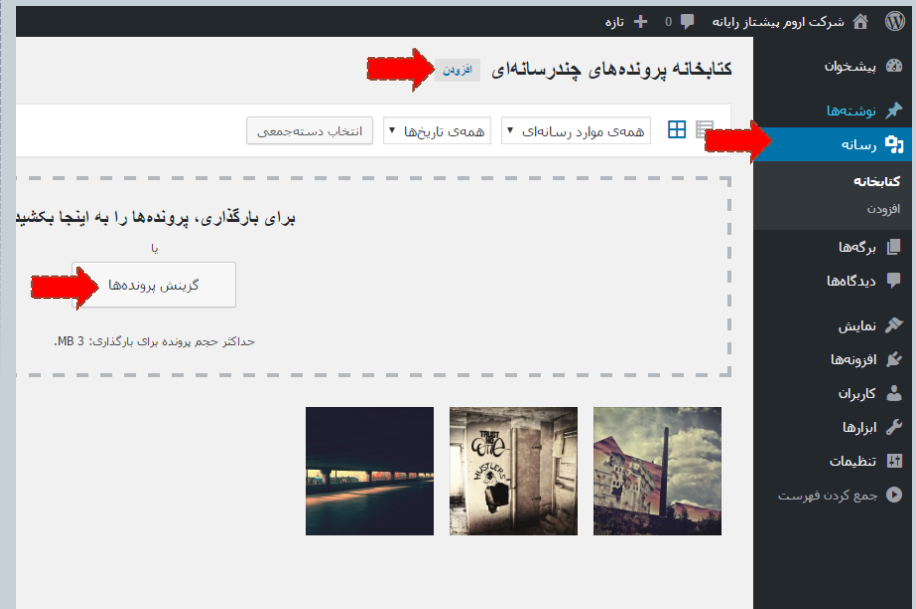 شرکت اروم پیشتاز رایانه 0 + تازه
پیشخوان
نوشته‌ها
رسانه
کتابخانه
افزودن
برگه‌ها
دیدگاه‌ها
نمایش
افزونه‌ها
کاربران
ابزارها
تنظیمات
جمع کردن فهرست
کتابخانه پرونده‌های چندرسانه‌ای افزودن
همه‌ی موارد رسانه‌ای همه‌ی تاریخ‌ها انتخاب دسته‌جمعی
برای بارگذاری، پرونده‌ها را به اینجا بکشید
یا
گزینش پرونده‌ها
حداکثر حجم پرونده برای بارگذاری: 3 MB.
TRUST
HUSTLERS